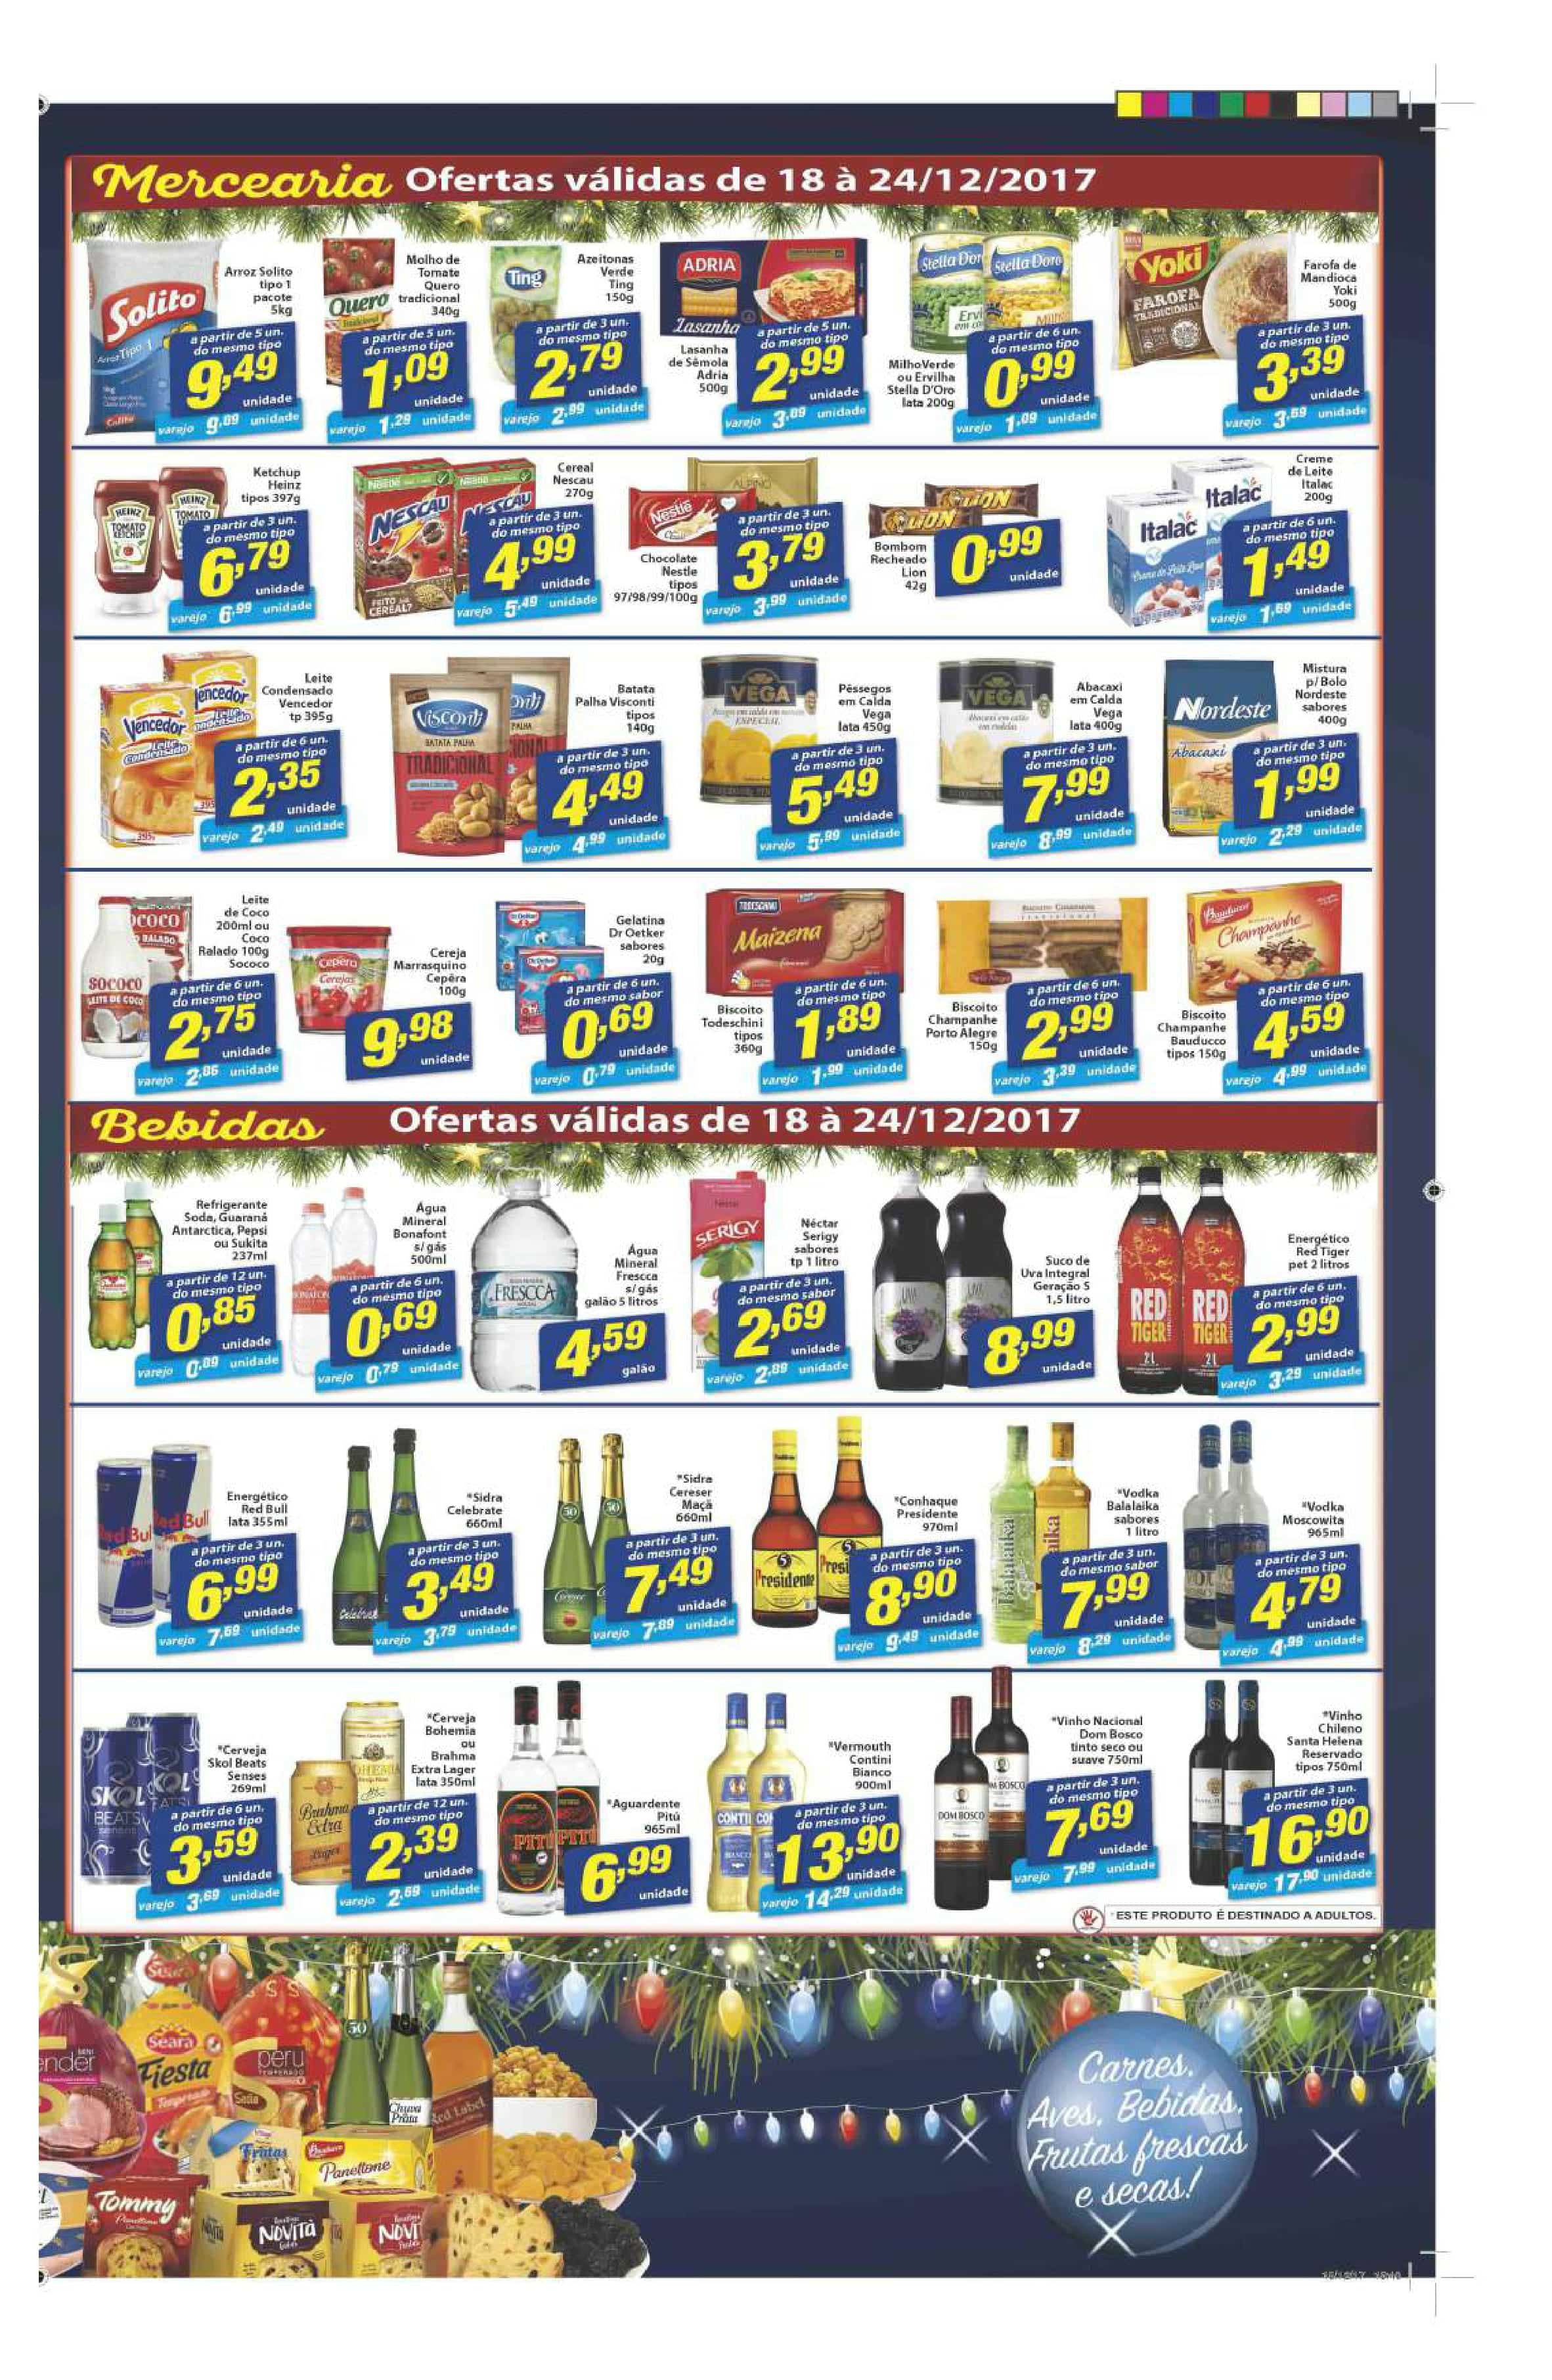 Mercearia Ofertas válidas de 18 à 24/12/2017
Arroz Solito
tipo 1
pacote
5kg
a partir de 5 un.
do mesmo tipo
9,49
unidade
varejo 9,89 unidade
Molho de
Tomate
Quero
tradicional
340g
a partir de 5 un.
do mesmo tipo
1,09
unidade
varejo 1,29 unidade
Azeitonas
Verde
Ting
150g
a partir de 3 un.
do mesmo tipo
2,79
unidade
varejo 2,99 unidade
Lasanha
de Sêmola
Adria
500g
a partir de 5 un.
do mesmo tipo
2,99
unidade
varejo 3,89 unidade
MilhoVerde
ou Ervilha
Stella D'Oro
lata 200g
a partir de 6 un.
do mesmo tipo
0,99
unidade
varejo 1,09 unidade
Farofa de
Mandioca
Yoki
500g
a partir de 3 un.
do mesmo tipo
3,39
unidade
varejo 3,69 unidade
Ketchup
Heinz
tipos 397g
a partir de 3 un.
do mesmo tipo
6,79
unidade
varejo 6,99 unidade
Cereal
Nescau
270g
a partir de 3 un.
do mesmo tipo
4,99
unidade
varejo 5,49 unidade
Chocolate
Nestle
tipos
97/98/99/100g
a partir de 3 un.
do mesmo tipo
3,79
unidade
varejo 3,99 unidade
Bombom
Recheado
Lion
42g
0,99
unidade
Creme
de Leite
Italac
200g
a partir de 6 un.
do mesmo tipo
1,49
unidade
varejo 1,69 unidade
Leite
Condensado
Vencedor
tp 395g
a partir de 6 un.
do mesmo tipo
2,35
unidade
varejo 2,49 unidade
Batata
Palha Visconti
tipos
140g
a partir de 3 un.
do mesmo tipo
4,49
unidade
varejo 4,99 unidade
Pêssegos
em Calda
Vega
lata 450g
a partir de 3 un.
do mesmo tipo
5,49
unidade
varejo 5,99 unidade
Abacaxi
em Calda
Vega
lata 400g
a partir de 3 un.
do mesmo tipo
7,99
unidade
varejo 8,99 unidade
Mistura
p/ Bolo
Nordeste
sabores
400g
a partir de 3 un.
do mesmo tipo
1,99
unidade
varejo 2,29 unidade
Leite
de Coco
200ml ou
Coco
Ralado 100g
Sococo
a partir de 6 un.
do mesmo tipo
2,75
unidade
varejo 2,86 unidade
Cereja
Marrasquino
Cepêra
100g
9,98
unidade
Gelatina
Dr Oetker
sabores
20g
a partir de 6 un.
do mesmo sabor
0,69
unidade
varejo 0,79 unidade
Biscoito
Todeschini
tipos
360g
a partir de 6 un.
do mesmo tipo
1,89
unidade
varejo 1,99 unidade
Biscoito
Champanhe
Porto Alegre
150g
a partir de 6 un.
do mesmo tipo
2,99
unidade
varejo 3,39 unidade
Biscoito
Champanhe
Bauducco
tipos 150g
a partir de 6 un.
do mesmo tipo
4,59
unidade
varejo 4,99 unidade
Bebidas Ofertas válidas de 18 à 24/12/2017
Refrigerante
Soda, Guaraná
Antarctica, Pepsi
ou Sukita
237ml
a partir de 12 un.
do mesmo tipo
0,85
unidade
varejo 0,89 unidade
Água
Mineral
Bonafont
s/ gás
500ml
a partir de 6 un.
do mesmo tipo
0,69
unidade
varejo 0,79 unidade
Água
Mineral
Frescca
s/ gás
galão 5 litros
4,59
galão
Néctar
Serigy
sabores
tp 1 litro
a partir de 3 un.
do mesmo sabor
2,69
unidade
varejo 2,89 unidade
Suco de
Uva Integral
Geração S
1,5 litro
8,99
unidade
Energético
Red Tiger
pet 2 litros
a partir de 6 un.
do mesmo tipo
2,99
unidade
varejo 3,29 unidade
Energético
Red Bull
lata 355ml
a partir de 3 un.
do mesmo tipo
6,99
unidade
varejo 7,69 unidade
*Sidra
Celebrate
660ml
a partir de 3 un.
do mesmo tipo
3,49
unidade
varejo 3,79 unidade
*Sidra
Cereser
Maçã
660ml
a partir de 3 un.
do mesmo tipo
7,49
unidade
varejo 7,89 unidade
*Conhaque
Presidente
970ml
a partir de 3 un.
do mesmo tipo
8,90
unidade
varejo 9,49 unidade
*Vodka
Balalaika
sabores
1 litro
a partir de 3 un.
do mesmo sabor
7,99
unidade
varejo 8,29 unidade
*Vodka
Moscowita
965ml
a partir de 3 un.
do mesmo tipo
4,79
unidade
varejo 4,99 unidade
*Cerveja
Skol Beats
Senses
269ml
a partir de 6 un.
do mesmo tipo
3,59
unidade
varejo 3,69 unidade
*Cerveja
Bohemia
ou
Brahma
Extra Lager
lata 350ml
a partir de 12 un.
do mesmo tipo
2,39
unidade
varejo 2,69 unidade
*Aguardente
Pitú
965ml
6,99
unidade
*Vermouth
Contini
Bianco
900ml
a partir de 3 un.
do mesmo tipo
13,90
unidade
varejo 14,29 unidade
*Vinho Nacional
Dom Bosco
tinto seco ou
suave 750ml
a partir de 3 un.
do mesmo tipo
7,69
unidade
varejo 7,99 unidade
*Vinho
Chileno
Santa Helena
Reservado
tipos 750ml
a partir de 3 un.
do mesmo tipo
16,90
unidade
varejo 17,90 unidade
*ESTE PRODUTO É DESTINADO A ADULTOS.
Carnes,
Aves, Bebidas,
Frutas frescas
e secas!